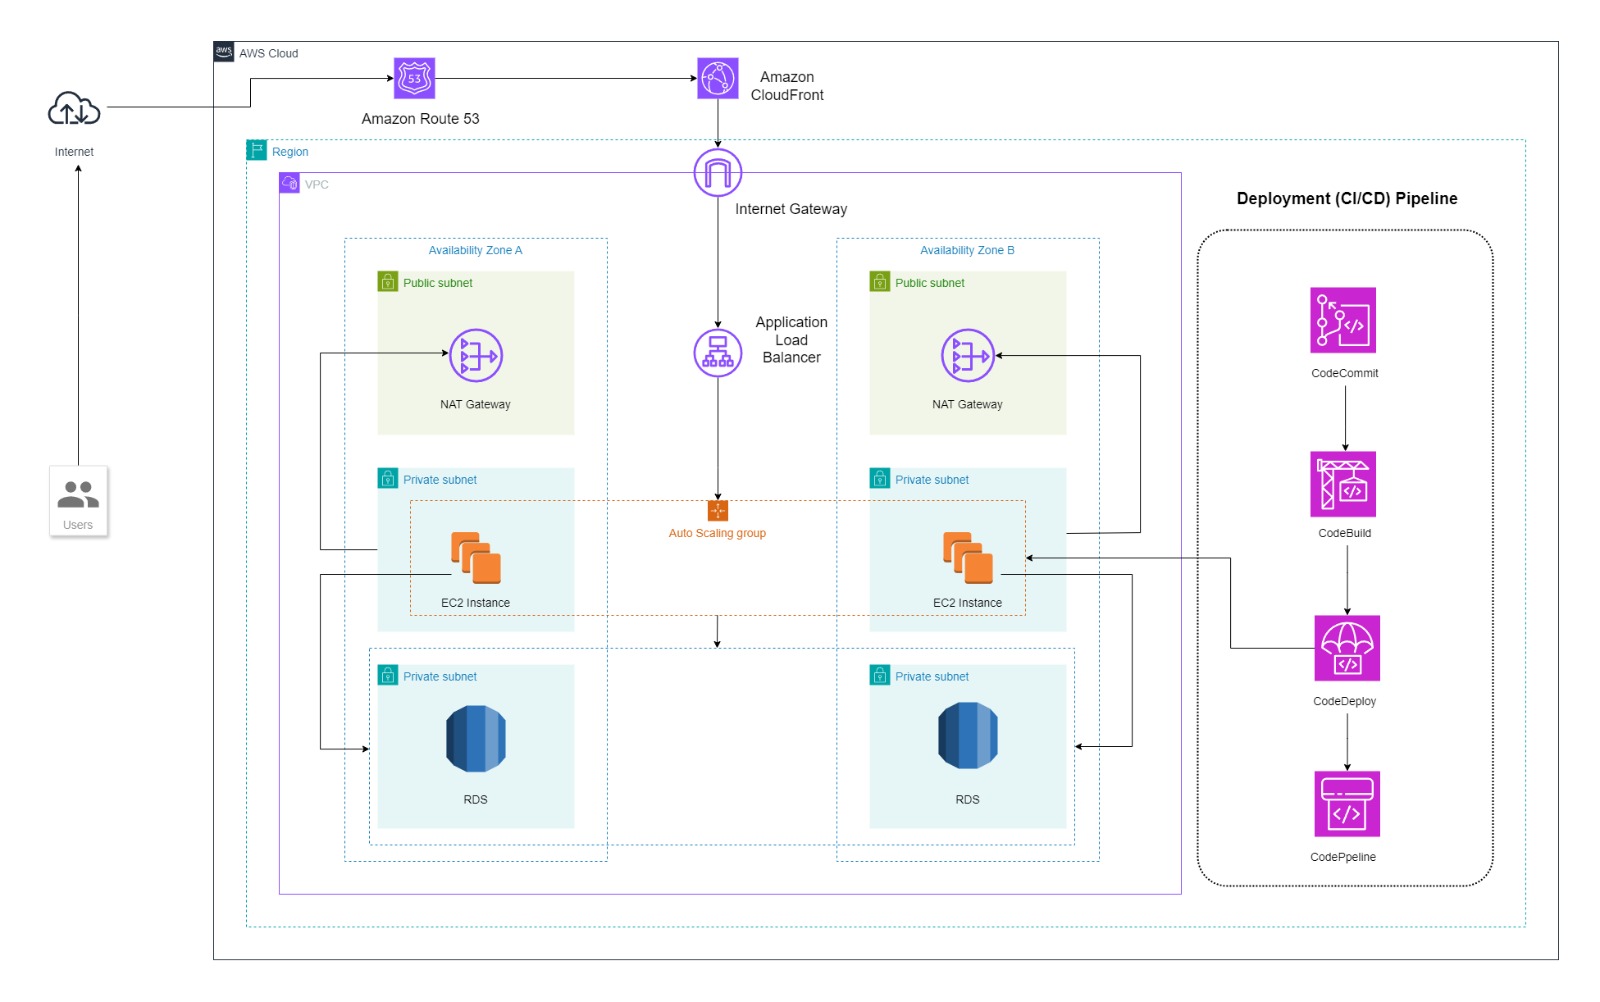 aws
AWS Cloud
53
Amazon Route 53
Amazon
CloudFront
Internet
Region
VPC
Internet Gateway
Deployment (CI/CD) Pipeline
Availability Zone A
Availability Zone B
Public subnet
Public subnet
Application
Load
Balancer
NAT Gateway
NAT Gateway
CodeCommit
Private subnet
Private subnet
Users
Auto Scaling group
CodeBuild
EC2 Instance
EC2 Instance
Private subnet
Private subnet
CodeDeploy
RDS
RDS
CodePpeline